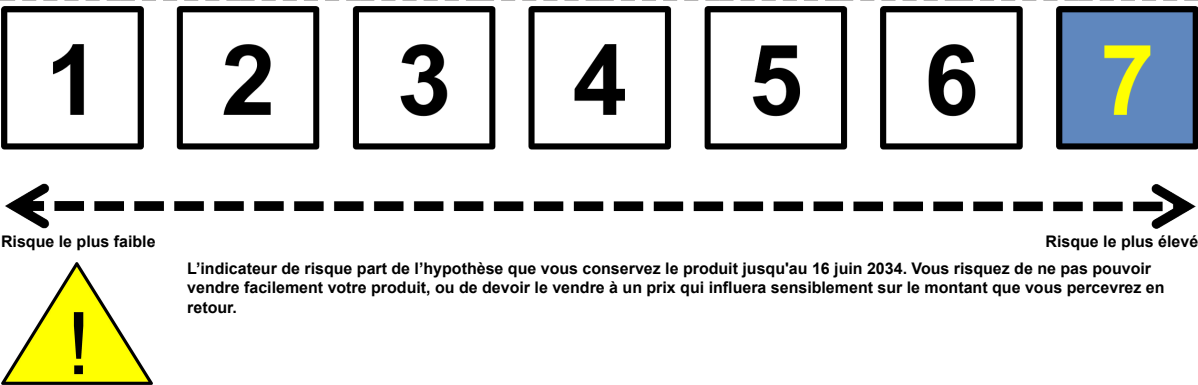 1 2 3 4 5 6 7
Risque le plus faible Risque le plus élevé
L’indicateur de risque part de l’hypothèse que vous conservez le produit jusqu'au 16 juin 2034. Vous risquez de ne pas pouvoir
vendre facilement votre produit, ou de devoir le vendre à un prix qui influera sensiblement sur le montant que vous percevrez en
retour.
!